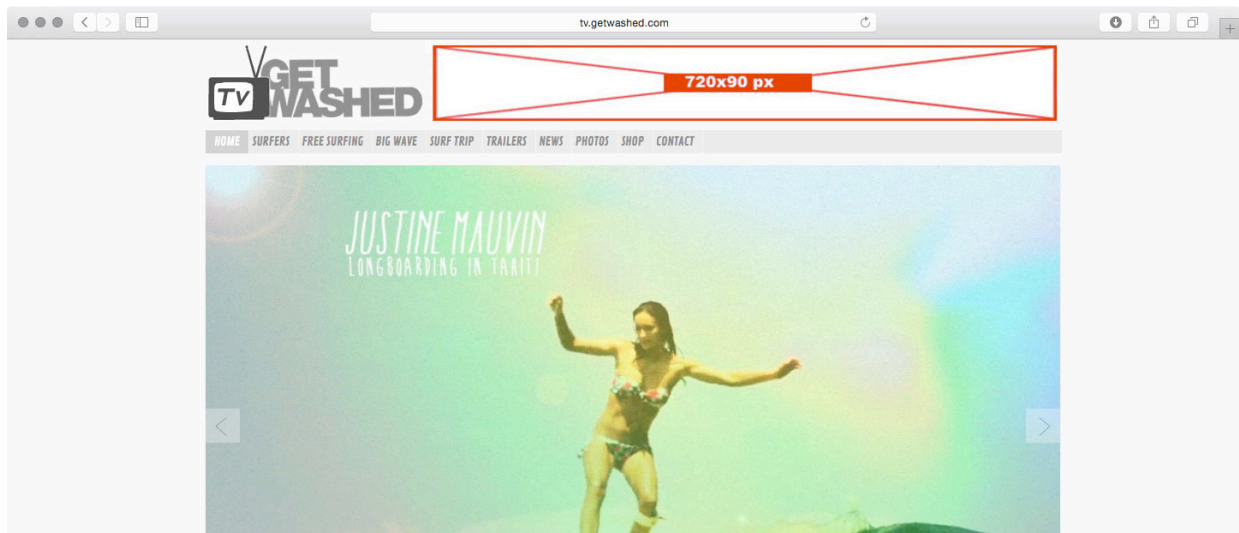 tv.getwashed.com
TV GET
WASHED
720x90 px
HOME SURFERS FREE SURFING BIG WAVE SURF TRIP TRAILERS NEWS PHOTOS SHOP CONTACT
JUSTINE MAUVIN
LONGBOARDING IN TAHITI